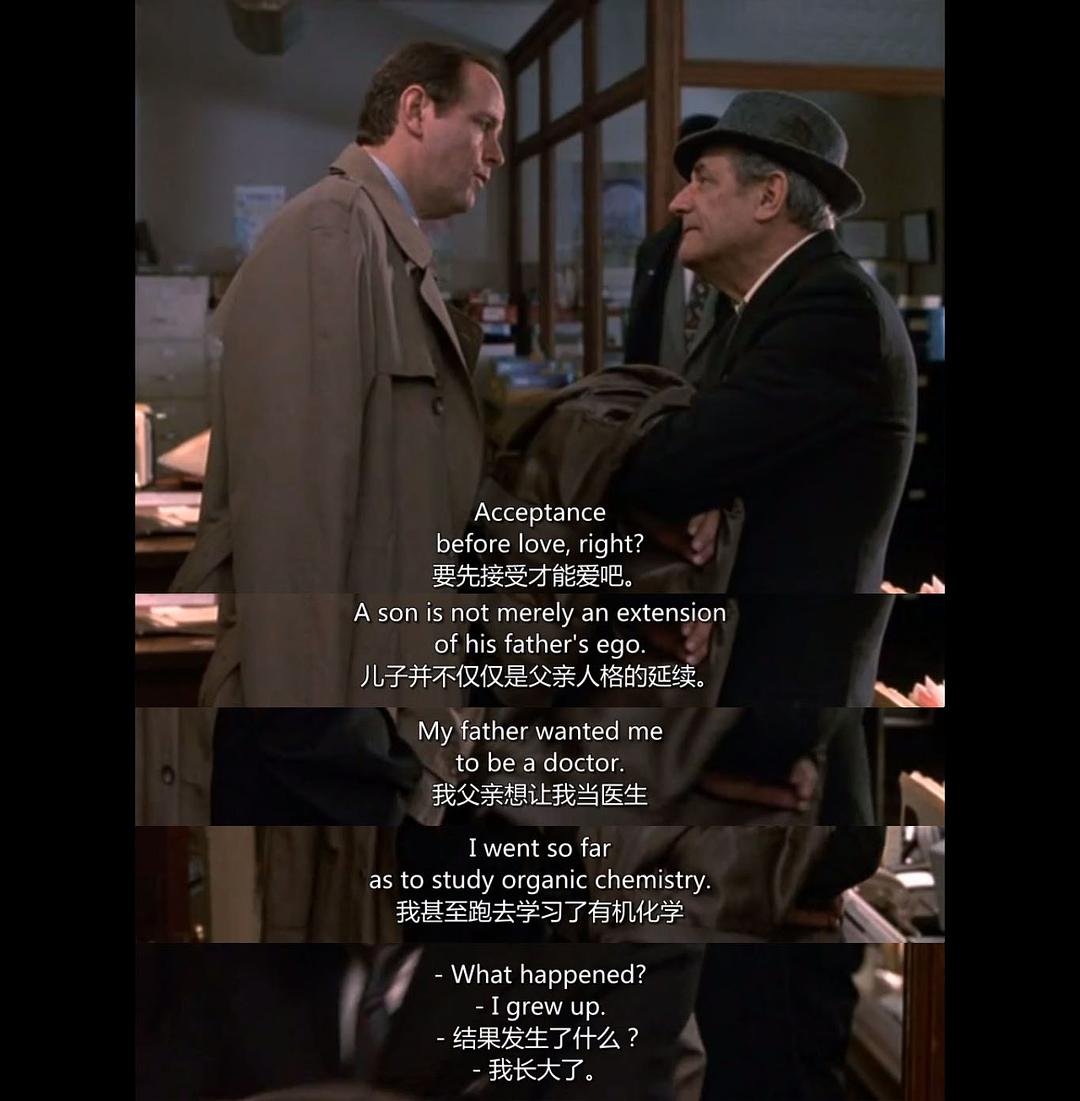 Acceptance
before love, right?
要先接受才能爱吧。
A son is not merely an extension
of his father's ego.
儿子并不仅仅是父亲人格的延续。
My father wanted me
to be a doctor.
我父亲想让我当医生
I went so far
as to study organic chemistry.
我甚至跑去学习了有机化学
- What happened?
- I grew up.
- 结果发生了什么？
- 我长大了。